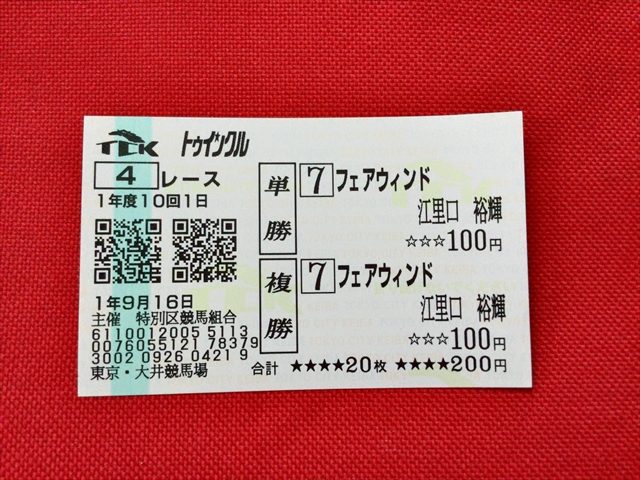 TCK トゥインクル
4 レース
1年度10回1日
1年9月16日
主催 特別区競馬組合
6110012005 5113
0076055121 78379
3002 0926 0421 9
東京・大井競馬場
単勝
7 フェアウィンド
江里口 裕輝
☆☆☆100円
複勝
7 フェアウィンド
江里口 裕輝
☆☆☆100円
合計 ★★★★20枚 ★★★★200円